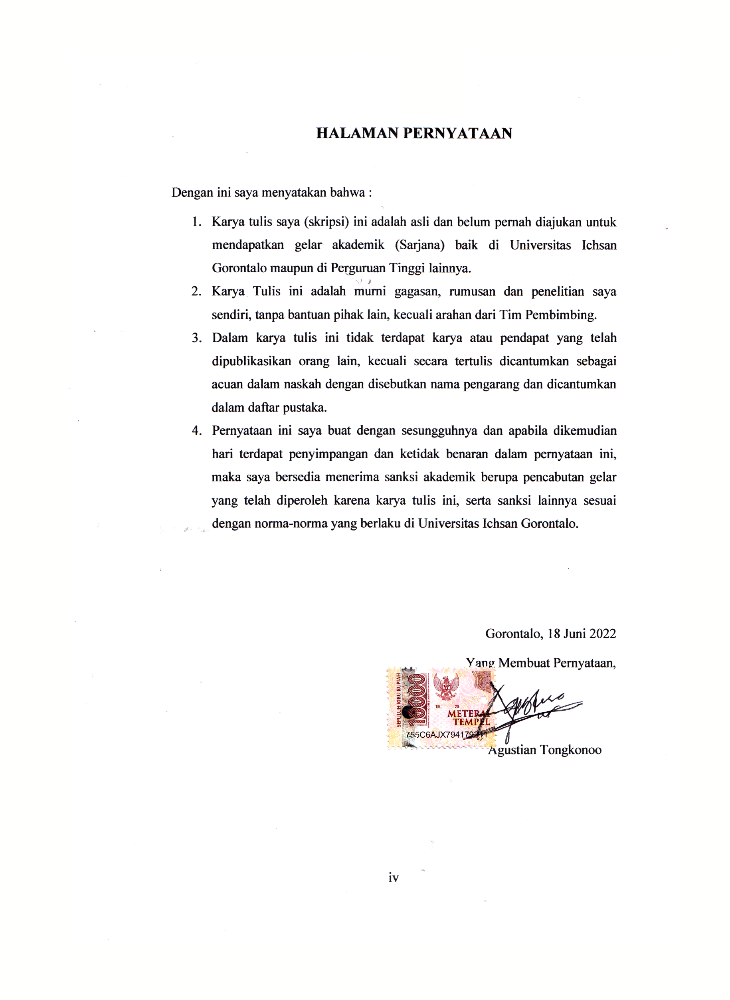 HALAMAN PERNYATAAN
Dengan ini saya menyatakan bahwa :
1. Karya tulis saya (skripsi) ini adalah asli dan belum pernah diajukan untuk
mendapatkan gelar akademik (Sarjana) baik di Universitas Ichsan
Gorontalo maupun di Perguruan Tinggi lainnya.
2. Karya Tulis ini adalah murni gagasan, rumusan dan penelitian saya
sendiri, tanpa bantuan pihak lain, kecuali arahan dari Tim Pembimbing.
3. Dalam karya tulis ini tidak terdapat karya atau pendapat yang telah
dipublikasikan orang lain, kecuali secara tertulis dicantumkan sebagai
acuan dalam naskah dengan disebutkan nama pengarang dan dicantumkan
dalam daftar pustaka.
4. Pernyataan ini saya buat dengan sesungguhnya dan apabila dikemudian
hari terdapat penyimpangan dan ketidak benaran dalam pernyataan ini,
maka saya bersedia menerima sanksi akademik berupa pencabutan gelar
yang telah diperoleh karena karya tulis ini, serta sanksi lainnya sesuai
dengan norma-norma yang berlaku di Universitas Ichsan Gorontalo.
Gorontalo, 18 Juni 2022
Yang Membuat Pernyataan,
SEPULUH RIBU RUPIAH
10000
TGL. 20
METERAI
TEMPEL
Agustian Tongkonoo
iv